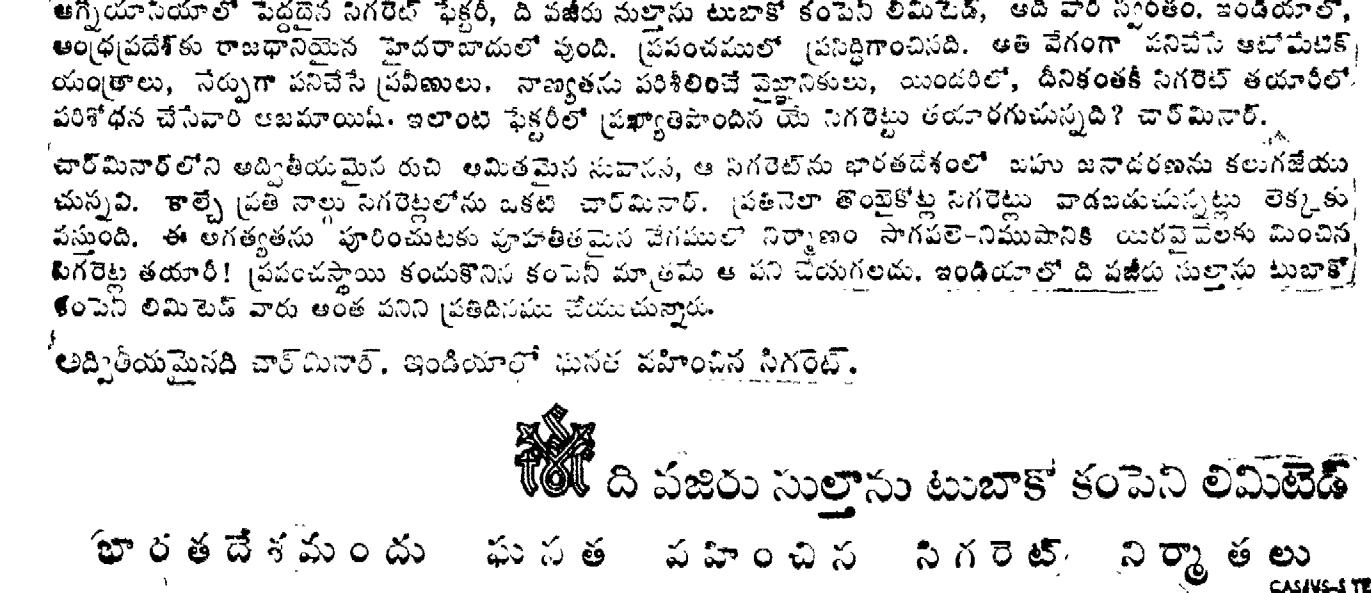 ఆగ్నియాసియాలో పెద్దదైన సిగరెట్ ఫేక్టరీ, ది వజీరు సుల్తాను టుబాకో కంపెనీ లిమిటెడ్, అది వారి స్వంతం. ఇండియాలో,
ఆంధ్రప్రదేశ్‌కు రాజధానియైన హైదరాబాదులో వుంది. ప్రపంచములో ప్రసిద్ధిగాంచినది. అతి వేగంగా పనిచేసే ఆటోమేటిక్
యంత్రాలు, నేర్పుగా పనిచేసే ప్రవీణులు. నాణ్యతను పరిశీలించే వైజ్ఞానికులు, యిందరిలో, దీనికంతకీ సిగరెట్ తయారీలో
పరిశోధన చేసేవారి ఆజమాయిషీ. ఇలాంటి ఫేక్టరీలో ప్రఖ్యాతిపొందిన యే సిగరెట్టు తయారగుచున్నది? చార్‌మినార్.
చార్‌మినార్‌లోని అద్వితీయమైన రుచి అమితమైన సువాసన, ఆ సిగరెట్‌ను భారతదేశంలో బహు జనాదరణను కలుగజేయు
చున్నవి. కాల్చే ప్రతి నాల్గు సిగరెట్లలోను ఒకటి చార్‌మినార్. ప్రతినెలా తొంబైకోట్ల సిగరెట్లు వాడబడుచున్నట్లు లెక్కకు
వస్తుంది. ఈ అగత్యతను పూరించుటకు వూహతీతమైన వేగములో నిర్మాణం సాగవలె-నిముషానికి యిరవైవేలకు మించిన
సిగరెట్ల తయారీ! ప్రపంచస్థాయి కందుకొనిన కంపెనీ మాత్రమే ఆ పని చేయగలదు. ఇండియాలో ది వజీరు సుల్తాను టుబాకో
కంపెనీ లిమిటెడ్ వారు అంత పనిని ప్రతిదినము చేయుచున్నారు.
అద్వితీయమైనది చార్‌మినార్. ఇండియాలో ఘనత వహించిన సిగరెట్.
ది వజిరు సుల్తాను టుబాకో కంపెని లిమిటెడ్
భారతదేశమందు ఘనత వహించిన సిగరెట్ నిర్మాతలు